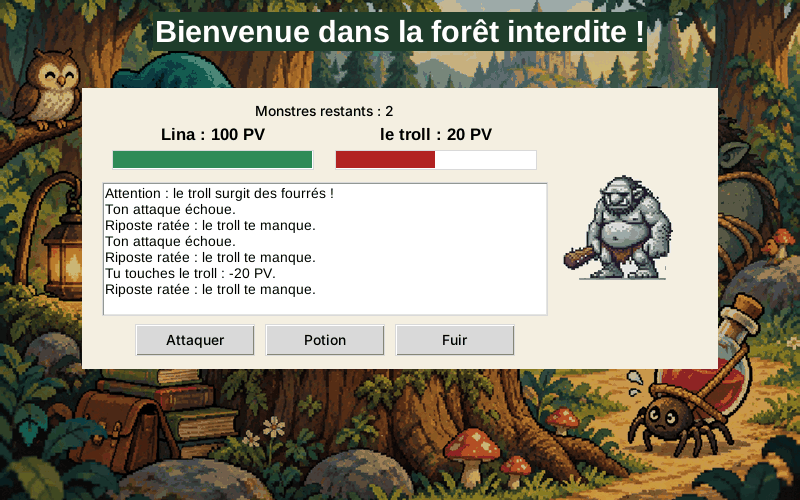 Bienvenue dans la forêt interdite !
Monstres restants : 2
Lina : 100 PV
le troll : 20 PV
Attention : le troll surgit des fourrés !
Ton attaque échoue.
Riposte ratée : le troll te manque.
Ton attaque échoue.
Riposte ratée : le troll te manque.
Tu touches le troll : -20 PV.
Riposte ratée : le troll te manque.
Attaquer
Potion
Fuir